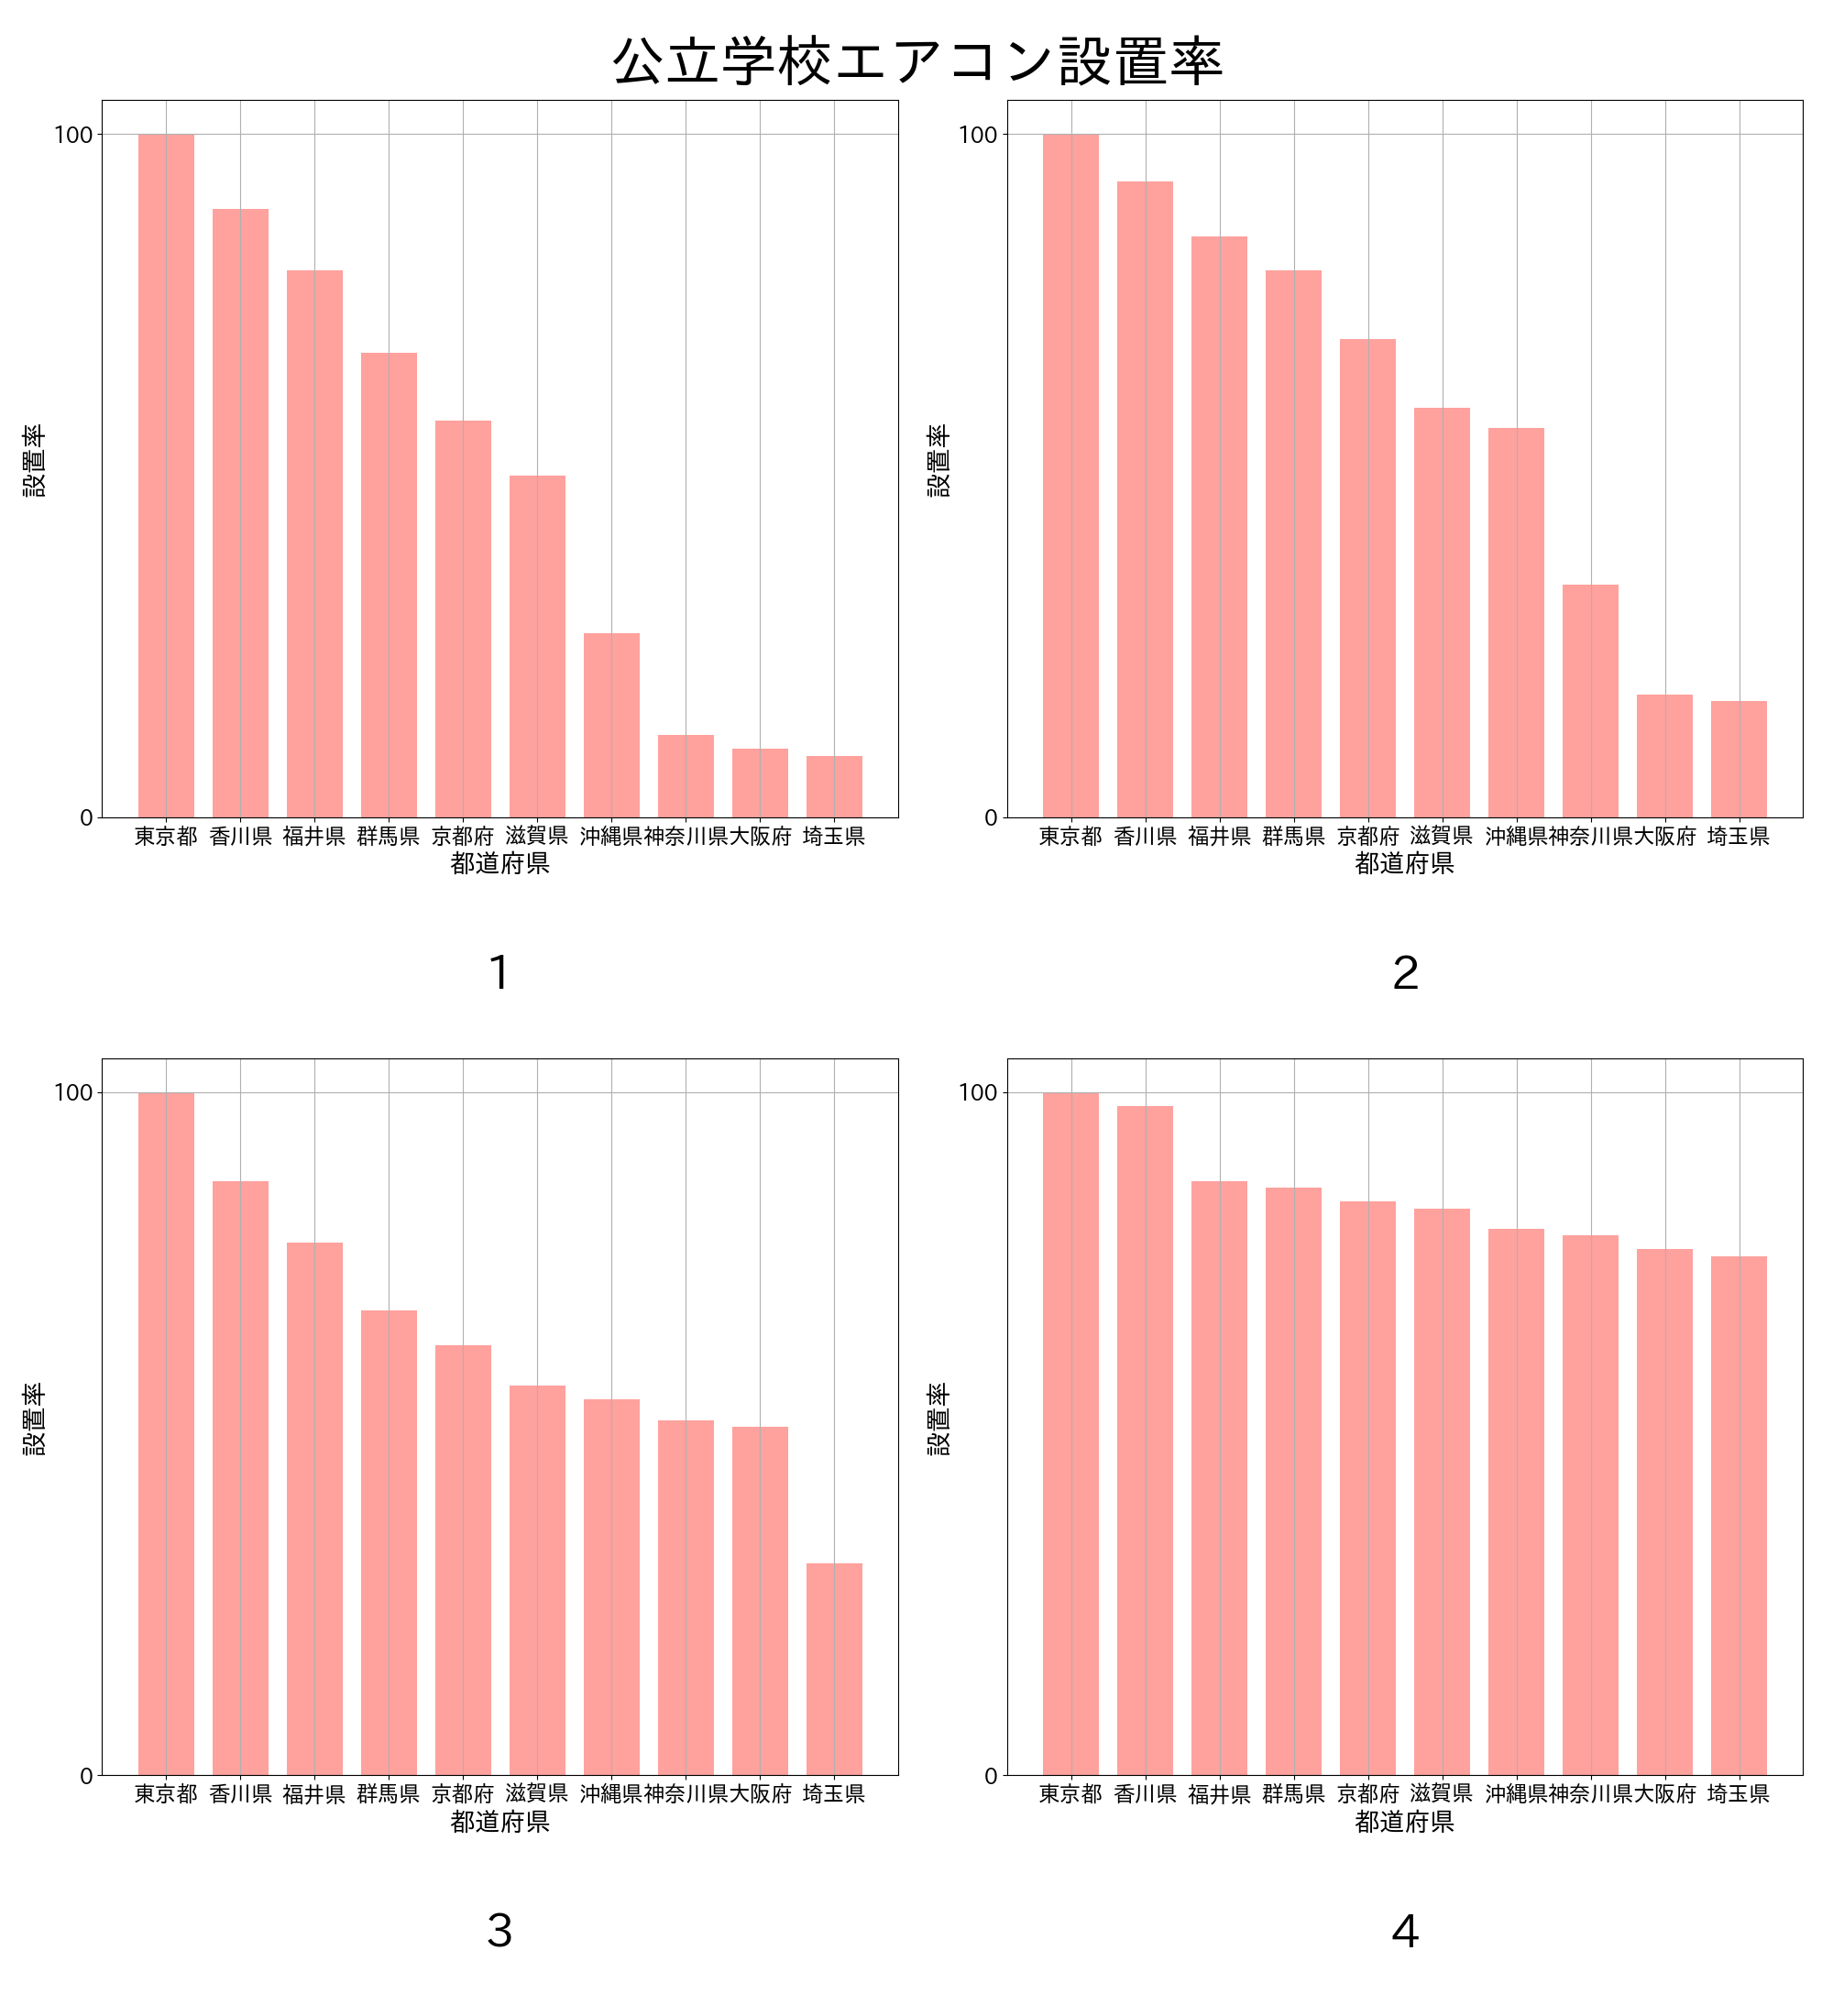 公立学校エアコン設置率
100
0
設置率
東京都 香川県 福井県 群馬県 京都府 滋賀県 沖縄県 神奈川県 大阪府 埼玉県
都道府県
1
100
0
設置率
東京都 香川県 福井県 群馬県 京都府 滋賀県 沖縄県 神奈川県 大阪府 埼玉県
都道府県
2
100
0
設置率
東京都 香川県 福井県 群馬県 京都府 滋賀県 沖縄県 神奈川県 大阪府 埼玉県
都道府県
3
100
0
設置率
東京都 香川県 福井県 群馬県 京都府 滋賀県 沖縄県 神奈川県 大阪府 埼玉県
都道府県
4